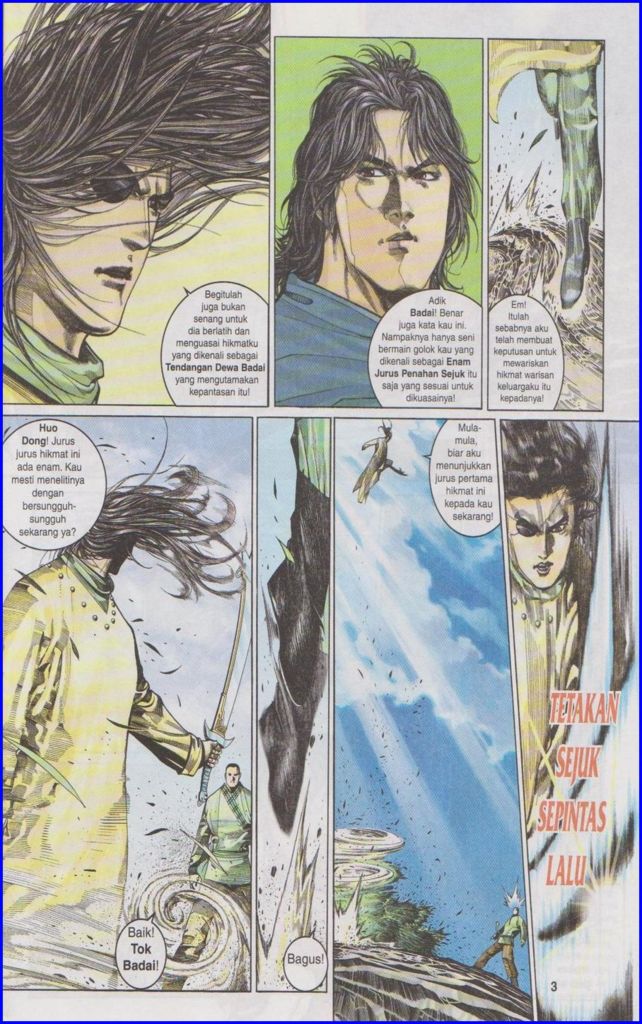 Begitulah
juga bukan
senang untuk
dia berlatih dan
menguasai hikmatku
yang dikenali sebagai
Tendangan Dewa Badai
yang mengutamakan
kepantasan itu!
Adik
Badai! Benar
juga kata kau ini.
Nampaknya hanya seni
bermain golok kau yang
dikenali sebagai Enam
Jurus Penahan Sejuk itu
saja yang sesuai untuk
dikuasainya!
Em!
Itulah
sebabnya aku
telah membuat
keputusan untuk
mewariskan
hikmat warisan
keluargaku itu
kepadanya!
Huo
Dong! Jurus
jurus hikmat ini
ada enam. Kau
mesti menelitinya
dengan
bersungguh-
sungguh
sekarang ya?
Baik!
Tok
Badai!
Bagus!
Mula-
mula,
biar aku
menunjukkan
jurus pertama
hikmat ini
kepada kau
sekarang!
TETAKAN
SEJUK
SEPINTAS
LALU
3